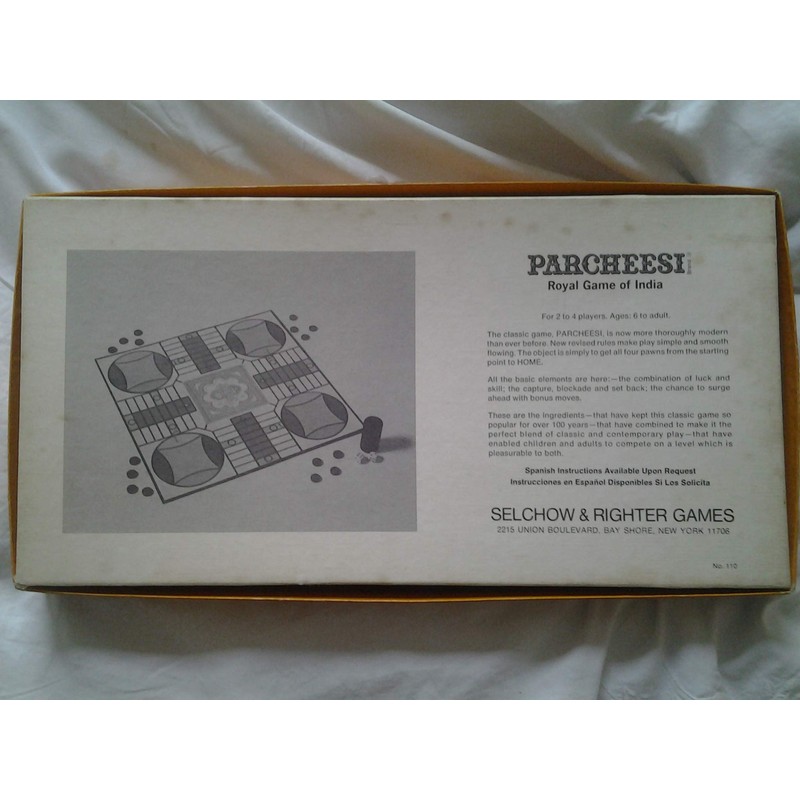 PARCHEESI
Royal Game of India
For 2 to 4 players. Ages: 6 to adult.
The classic game, PARCHEESI, is now more thoroughly modern
than ever before. New revised rules make play simple and smooth
flowing. The object is simply to get all four pawns from the starting
point to HOME.
All the basic elements are here:—the combination of luck and
skill; the capture, blockade and set back; the chance to surge
ahead with bonus moves.
These are the ingredients—that have kept this classic game so
popular for over 100 years—that have combined to make it the
perfect blend of classic and contemporary play—that have
enabled children and adults to compete on a level which is
pleasurable to both.
Spanish Instructions Available Upon Request
Instrucciones en Español Disponibles Si Los Solicita
SELCHOW & RIGHTER GAMES
2215 UNION BOULEVARD, BAY SHORE, NEW YORK 11706
No. 110